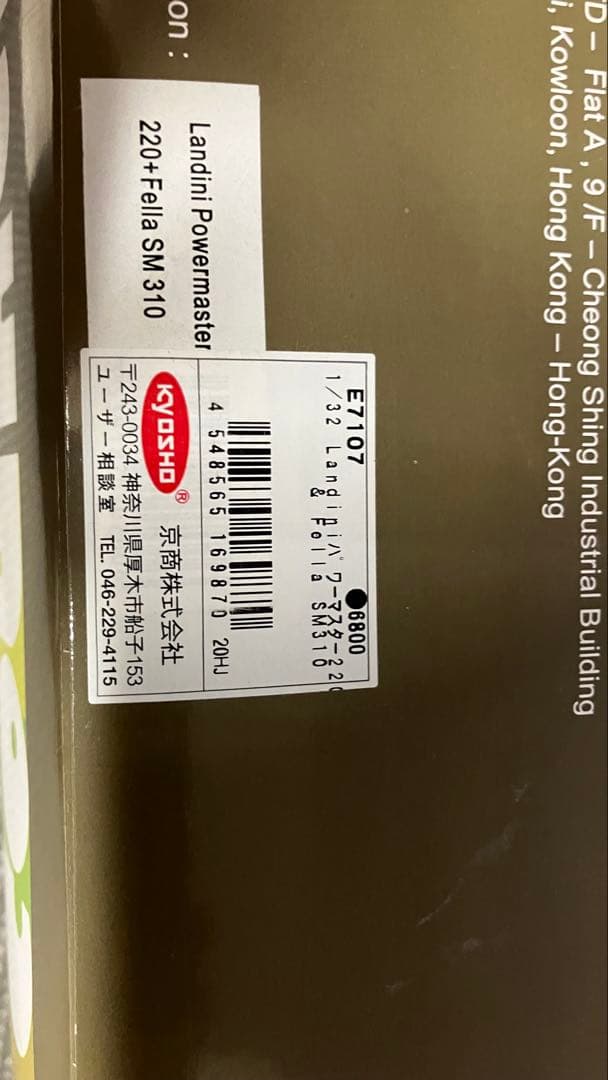 TD – Flat A , 9 /F – Cheong Shing Industrial Building
i, Kowloon, Hong Kong – Hong-Kong
on :
Landini Powermaster
220+Fella SM 310
E7107 ●6800
1/32 Landiniパワーマスター220
& Fella SM310
4 548565 169870 20HJ
KYOSHO® 京商株式会社
〒243-0034 神奈川県厚木市船子153
ユーザー相談室 TEL. 046-229-4115